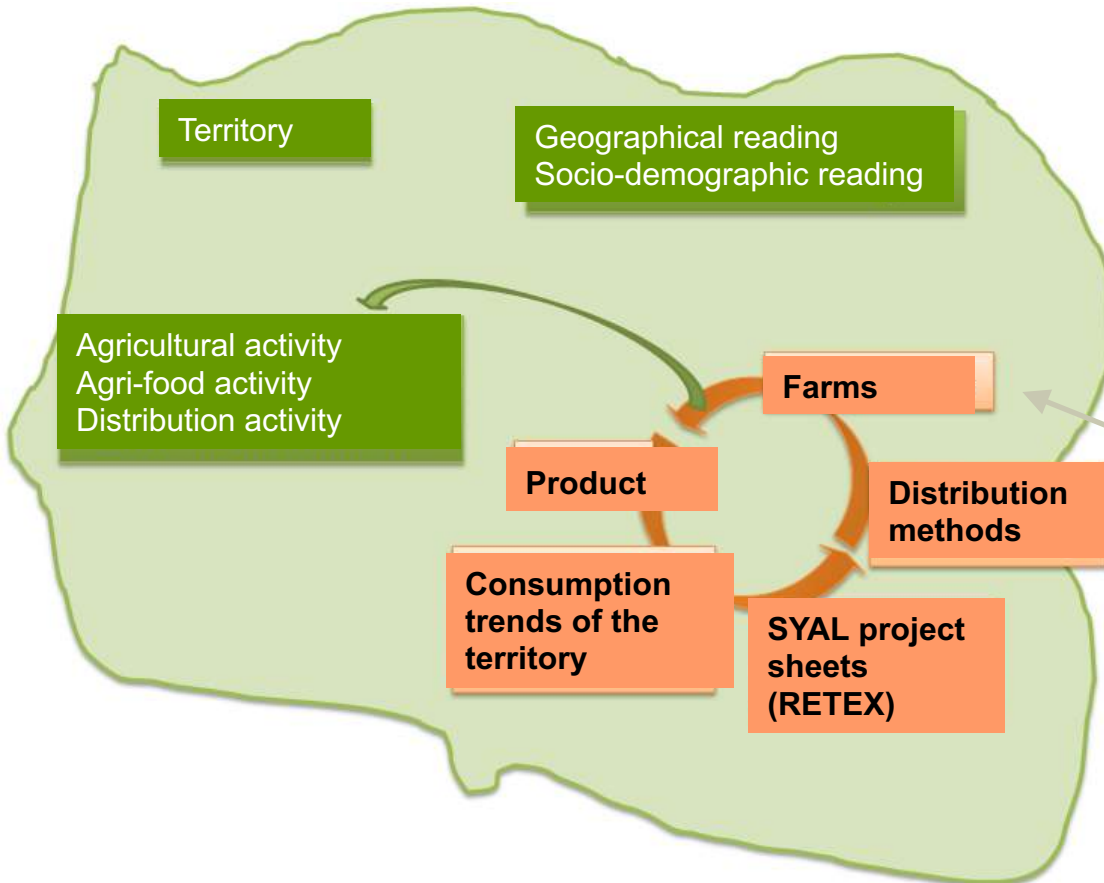 Territory
Geographical reading
Socio-demographic reading
Agricultural activity
Agri-food activity
Distribution activity
Farms
Product
Distribution
methods
Consumption
trends of the
territory
SYAL project
sheets
(RETEX)